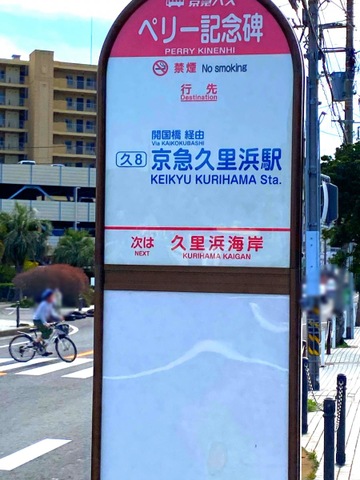 京急バス
ペリー記念碑
PERRY KINENHI
禁煙 No smoking
行先
Destination
開国橋 経由
Via KAIKOKUBASHI
久8 京急久里浜駅
KEIKYU KURIHAMA Sta.
次は 久里浜海岸
NEXT KURIHAMA KAIGAN